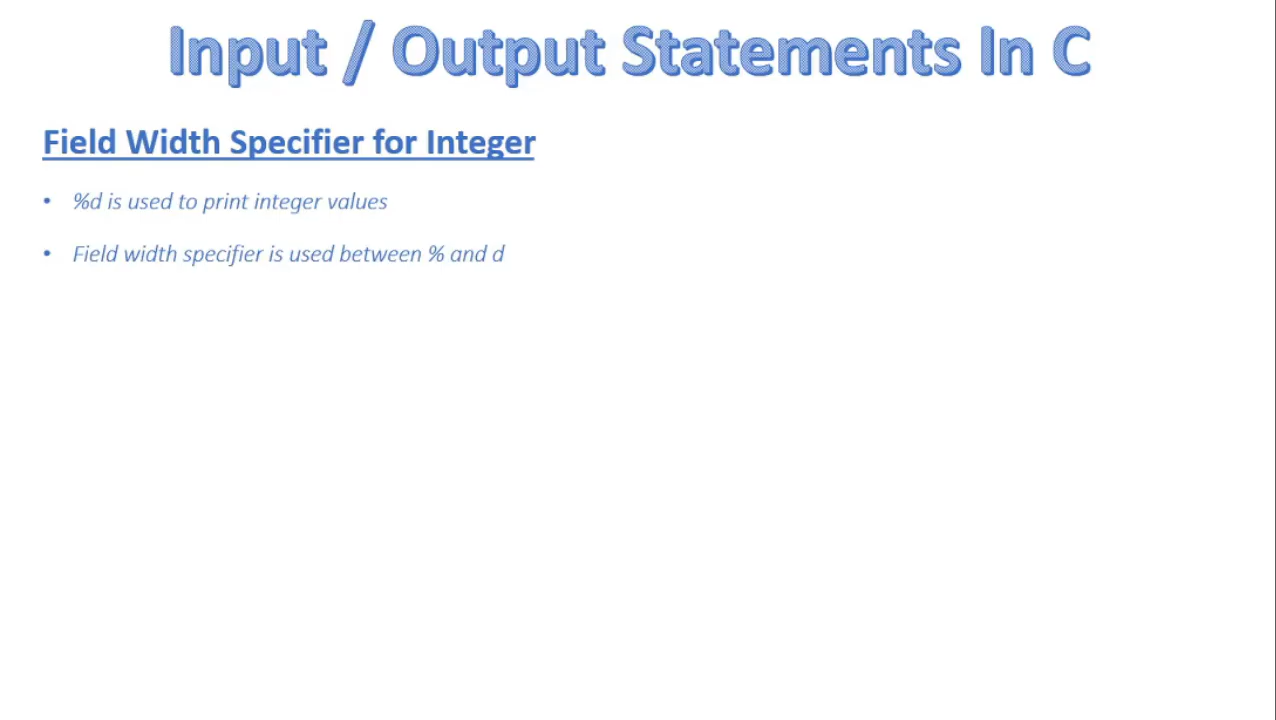 Input / Output Statements In C
Field Width Specifier for Integer
• %d is used to print integer values
• Field width specifier is used between % and d